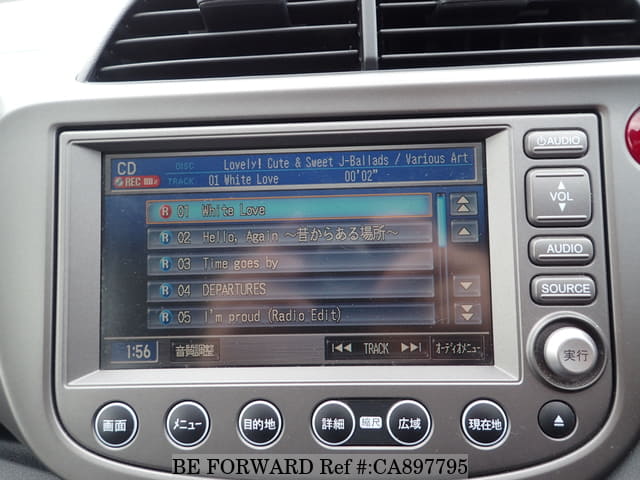 CD DISC Lovely! Cute & Sweet J-Ballads / Various Art
REC TRACK 01 White Love 00'02"
R 01 White Love
R 02 Hello, Again ～昔からある場所～
R 03 Time goes by
R 04 DEPARTURES
R 05 I'm proud (Radio Edit)
1:56 音質調整 TRACK オーディオメニュー
AUDIO
VOL
AUDIO
SOURCE
実行
画面 メニュー 目的地 詳細 縮尺 広域 現在地
BE FORWARD Ref #:CA897795